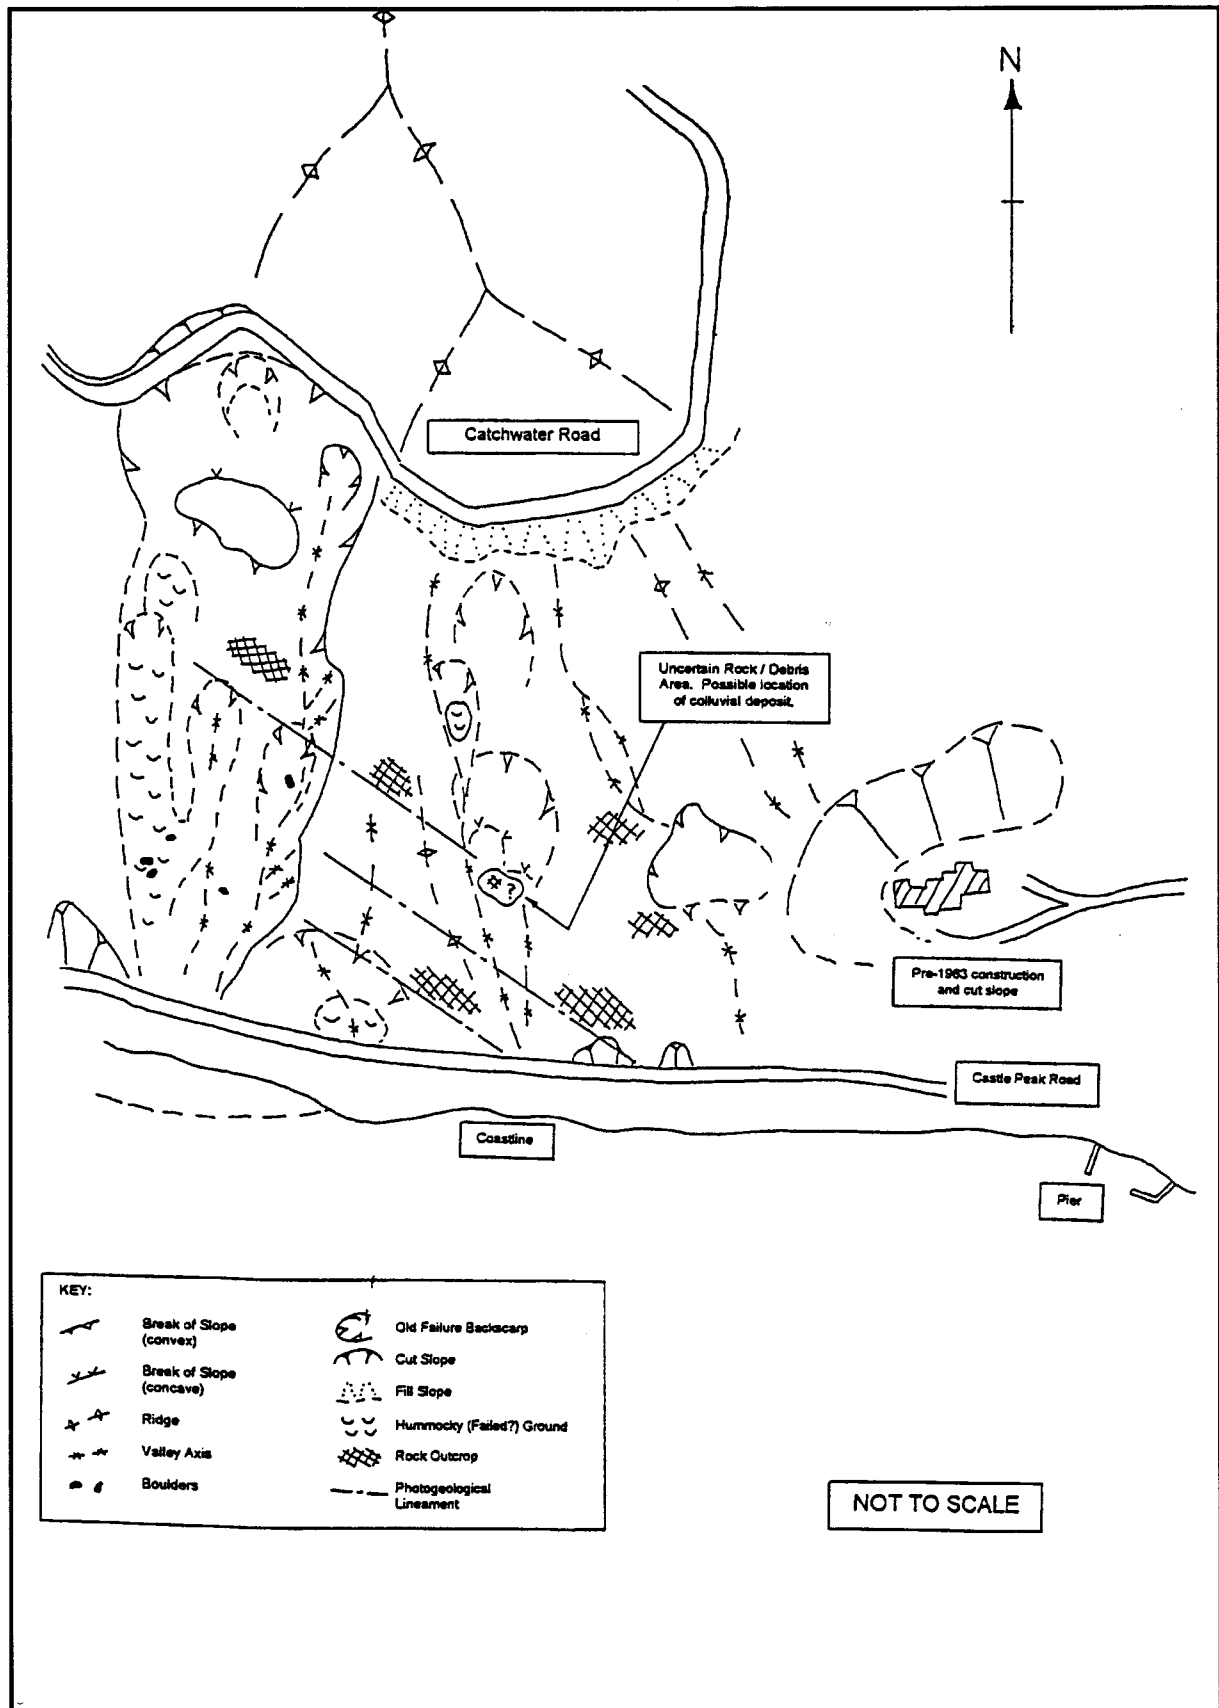 N
Catchwater Road
Uncertain Rock / Debris
Area. Possible location
of colluvial deposit.
?
Pre-1963 construction
and cut slope
Castle Peak Road
Coastline
Pier
KEY:
Break of Slope
(convex)
Break of Slope
(concave)
Ridge
Valley Axis
Boulders
Old Failure Backscarp
Cut Slope
Fill Slope
Hummocky (Failed?) Ground
Rock Outcrop
Photogeological
Lineament
NOT TO SCALE